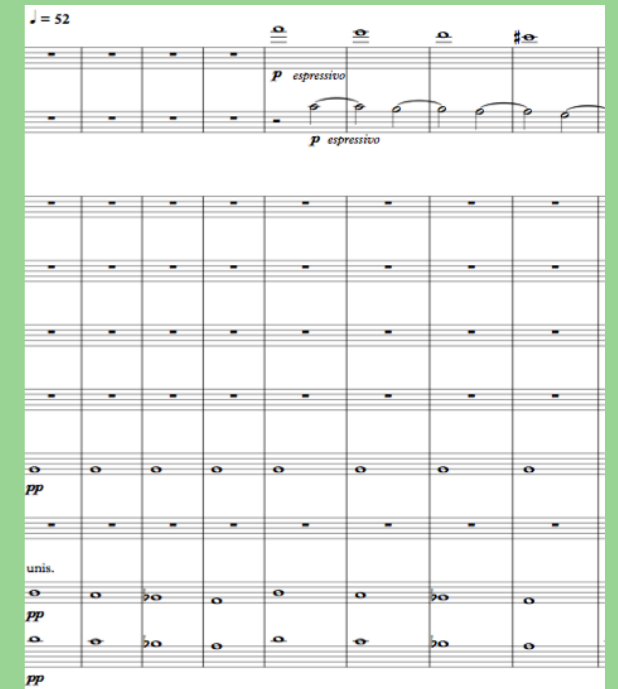 ♩ = 52
p espressivo
p espressivo
pp
unis.
pp
pp